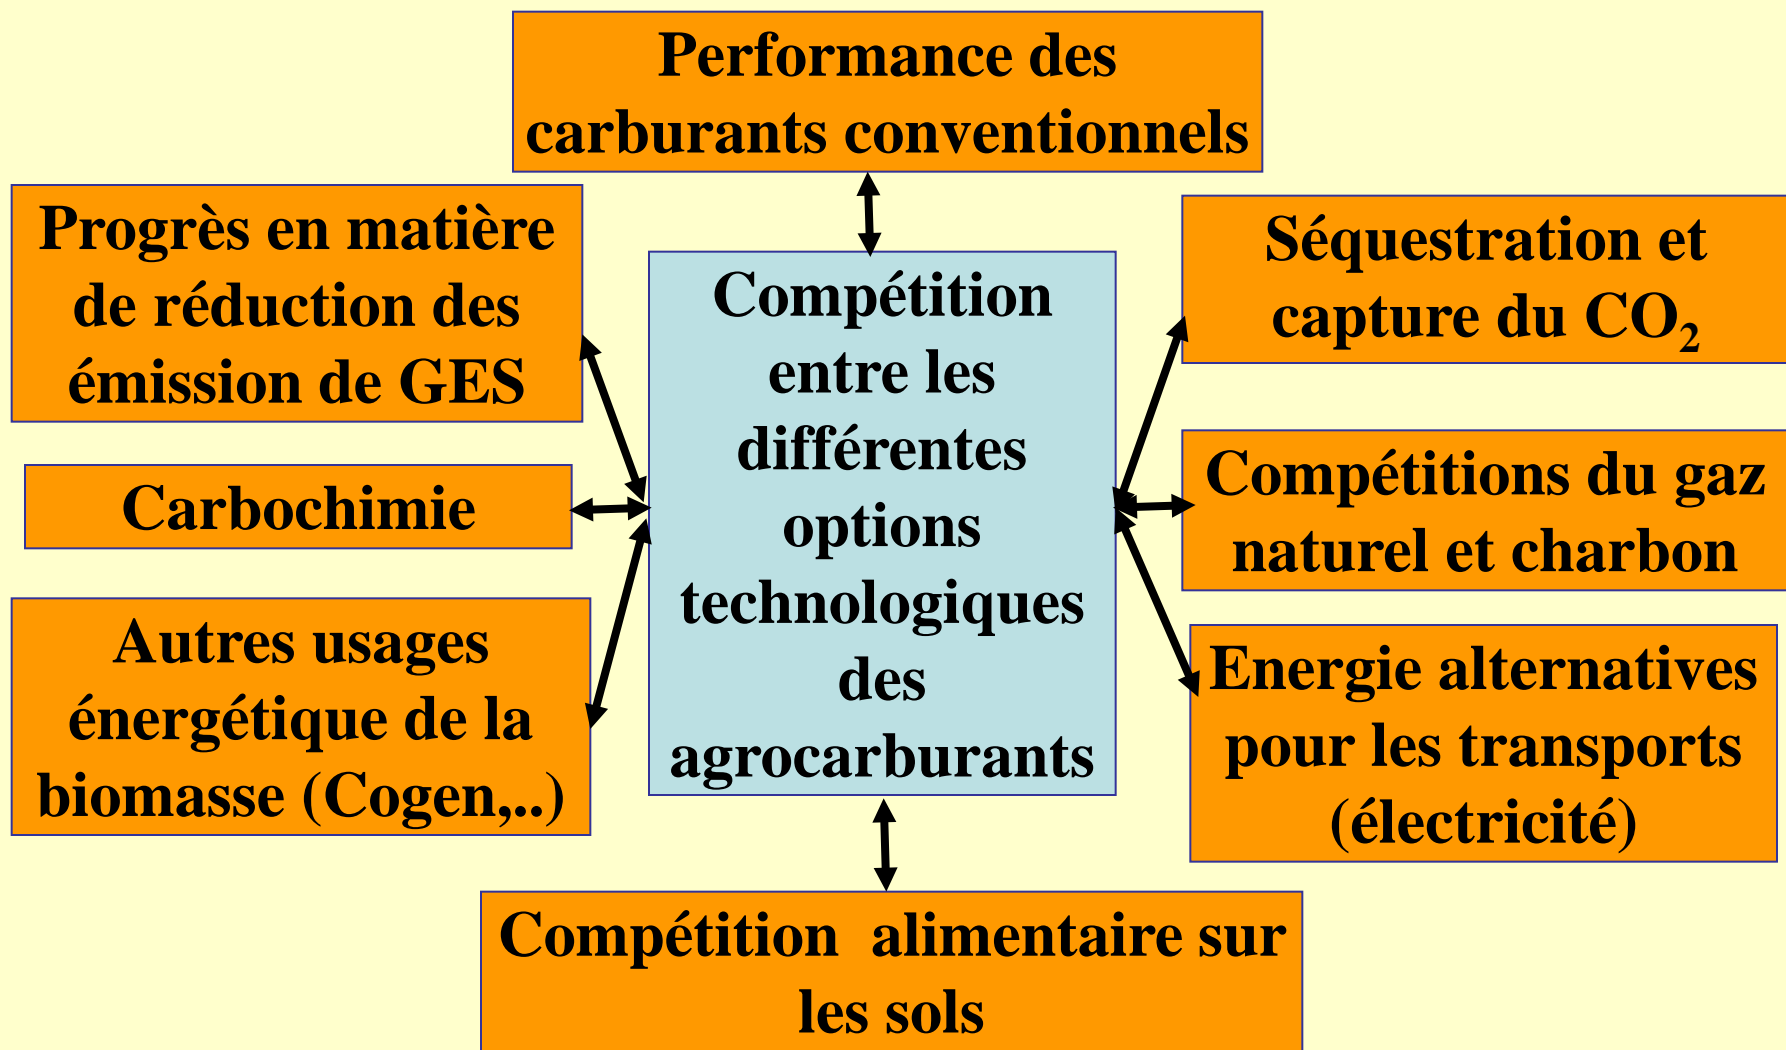 Performance des
carburants conventionnels
Progrès en matière
de réduction des
émission de GES
Carbochimie
Autres usages
énergétique de la
biomasse (Cogen,..)
Compétition
entre les
différentes
options
technologiques
des
agrocarburants
Séquestration et
capture du CO₂
Compétitions du gaz
naturel et charbon
Energie alternatives
pour les transports
(électricité)
Compétition alimentaire sur
les sols